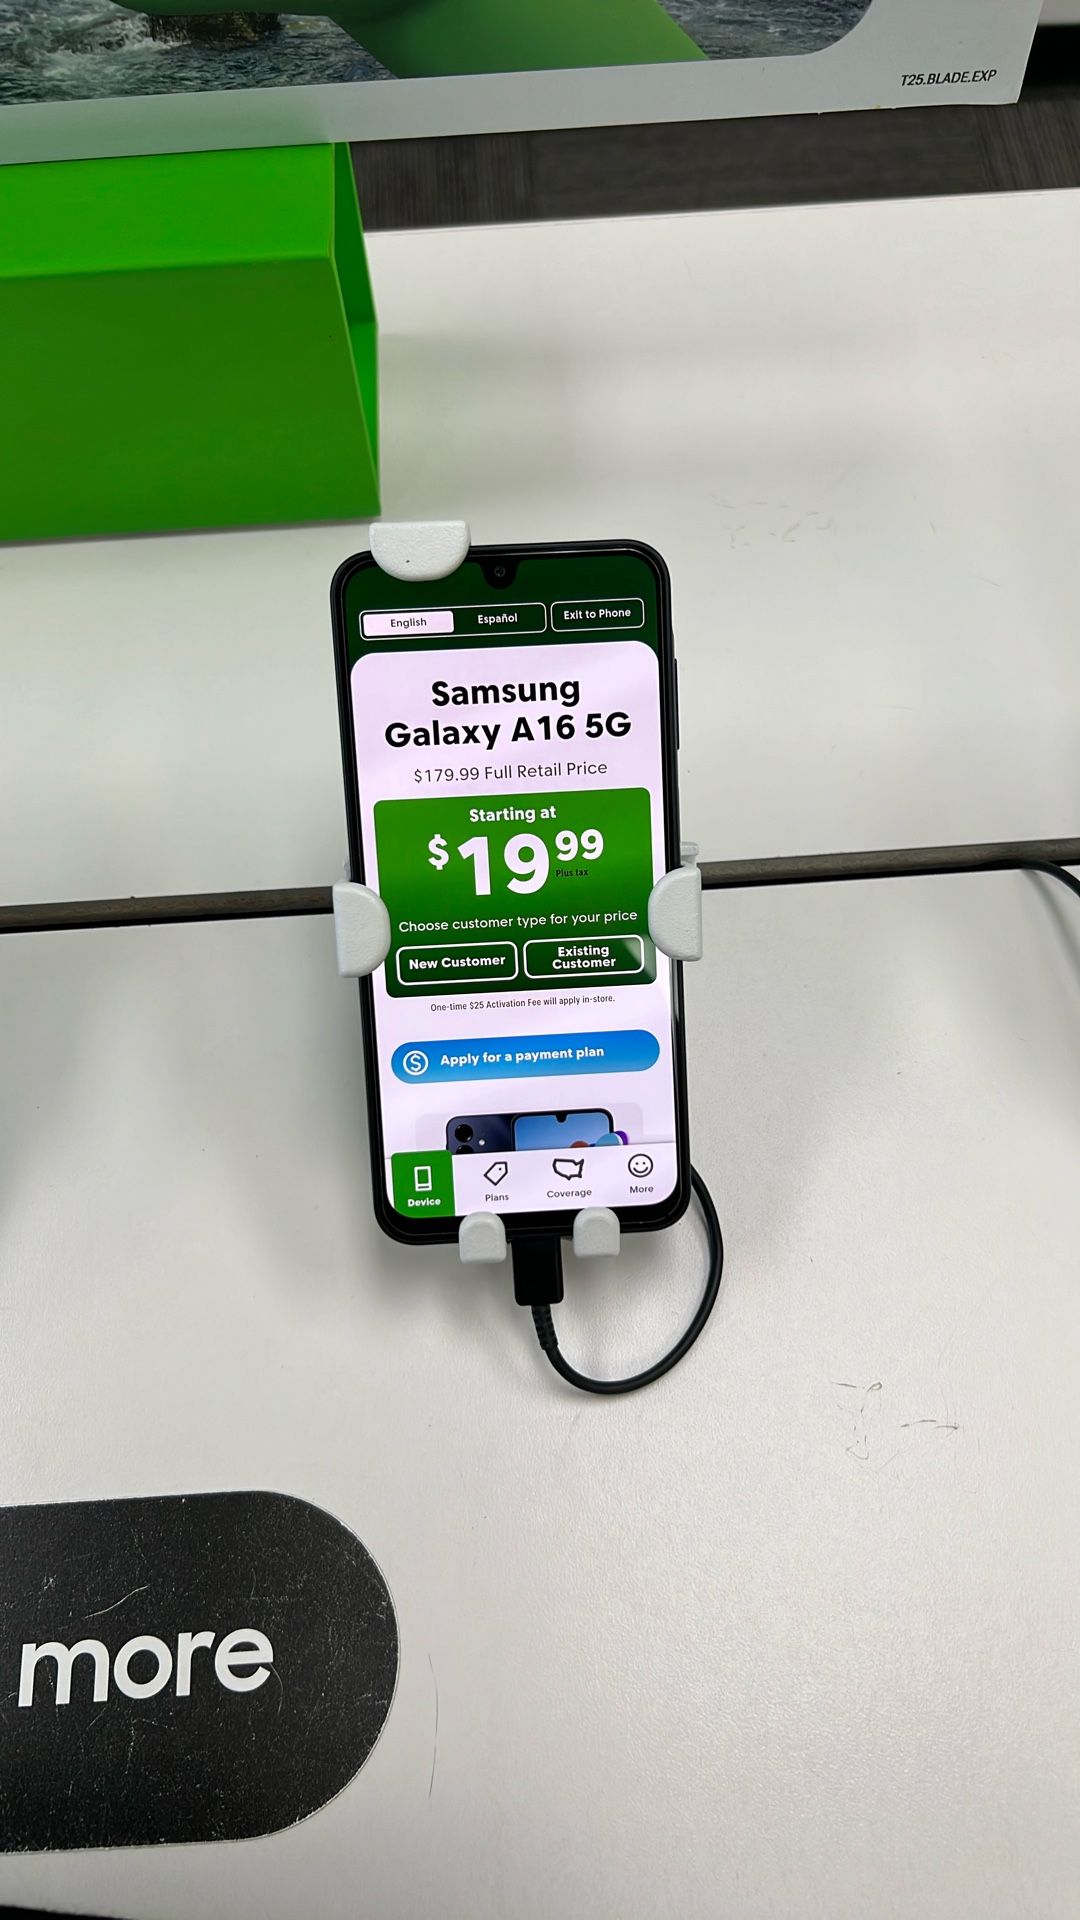 T25.BLADE.EXP
English
Español
Exit to Phone
Samsung
Galaxy A16 5G
$179.99 Full Retail Price
Starting at
$19.99
Plus tax
Choose customer type for your price
New Customer
Existing
Customer
One-time $25 Activation Fee will apply in-store.
Apply for a payment plan
Device
Plans
Coverage
More
more